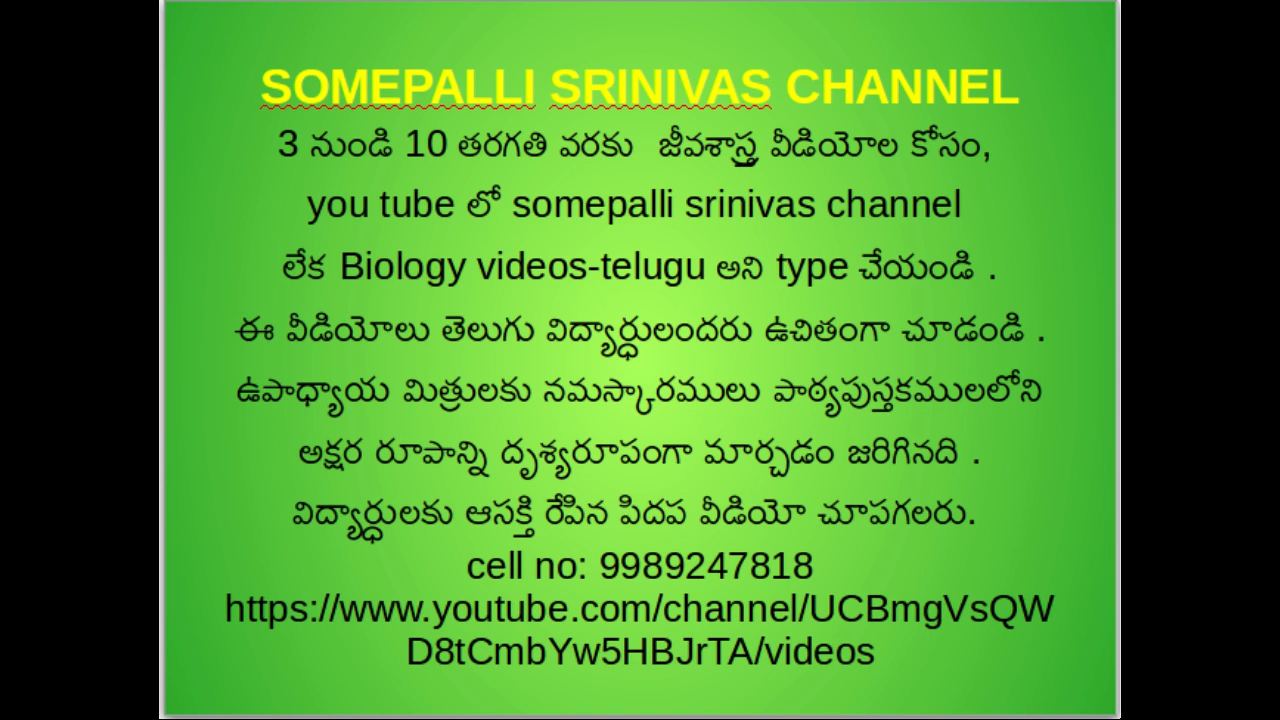 SOMEPALLI SRINIVAS CHANNEL
3 నుండి 10 తరగతి వరకు జీవశాస్త్ర వీడియోల కోసం,
you tube లో somepalli srinivas channel
లేక Biology videos-telugu అని type చేయండి .
ఈ వీడియోలు తెలుగు విద్యార్ధులందరు ఉచితంగా చూడండి .
ఉపాధ్యాయ మిత్రులకు నమస్కారములు పాఠ్యపుస్తకములలోని
అక్షర రూపాన్ని దృశ్యరూపంగా మార్చడం జరిగినది .
విద్యార్ధులకు ఆసక్తి రేపిన పిదప వీడియో చూపగలరు.
cell no: 9989247818
https://www.youtube.com/channel/UCBmgVsQW
D8tCmbYw5HBJrTA/videos